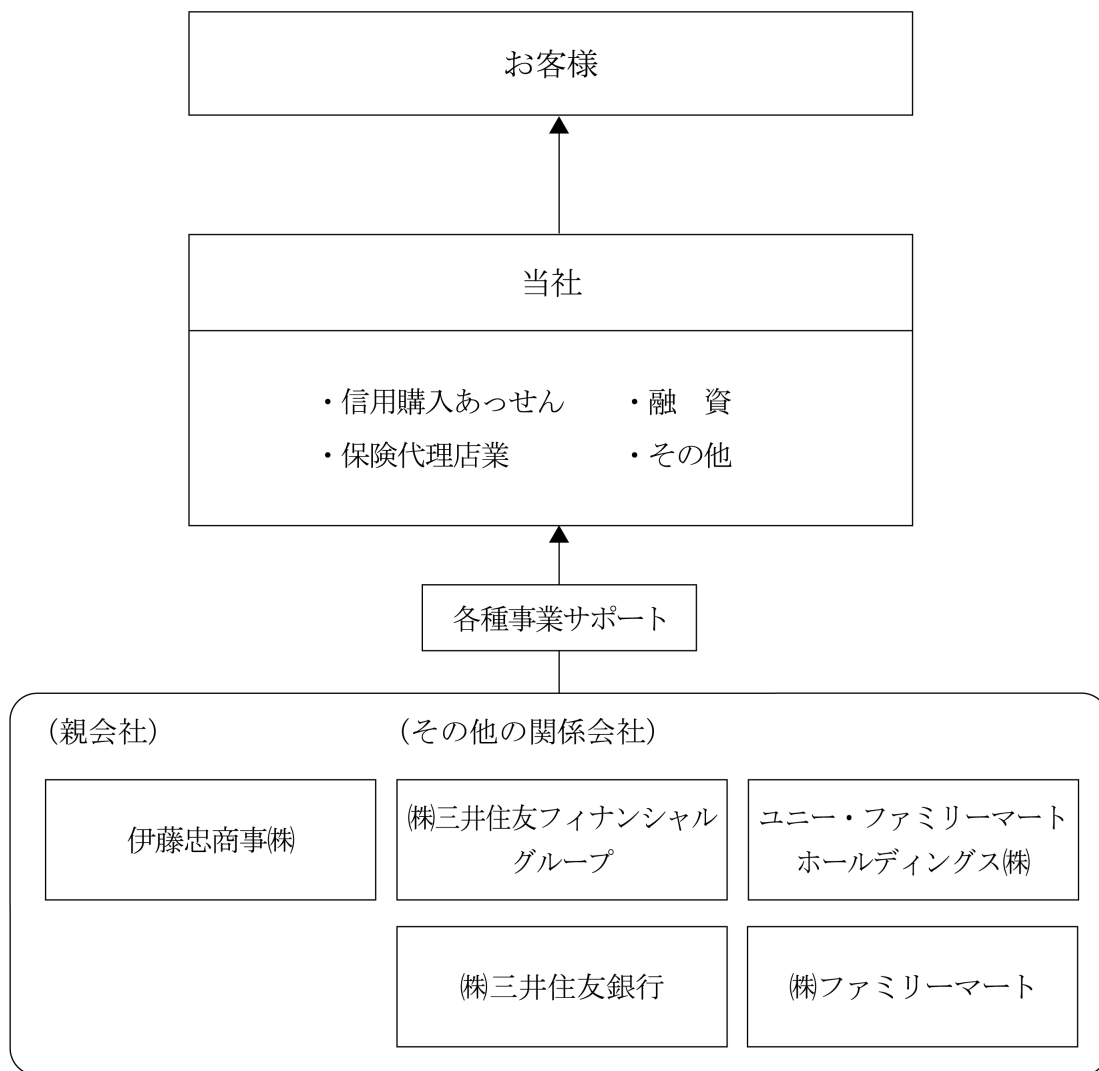 お客様
当社
・信用購入あっせん ・融　資
・保険代理店業 ・その他
各種事業サポート
（親会社） （その他の関係会社）
伊藤忠商事㈱
㈱三井住友フィナンシャル
グループ
ユニー・ファミリーマート
ホールディングス㈱
㈱三井住友銀行
㈱ファミリーマート